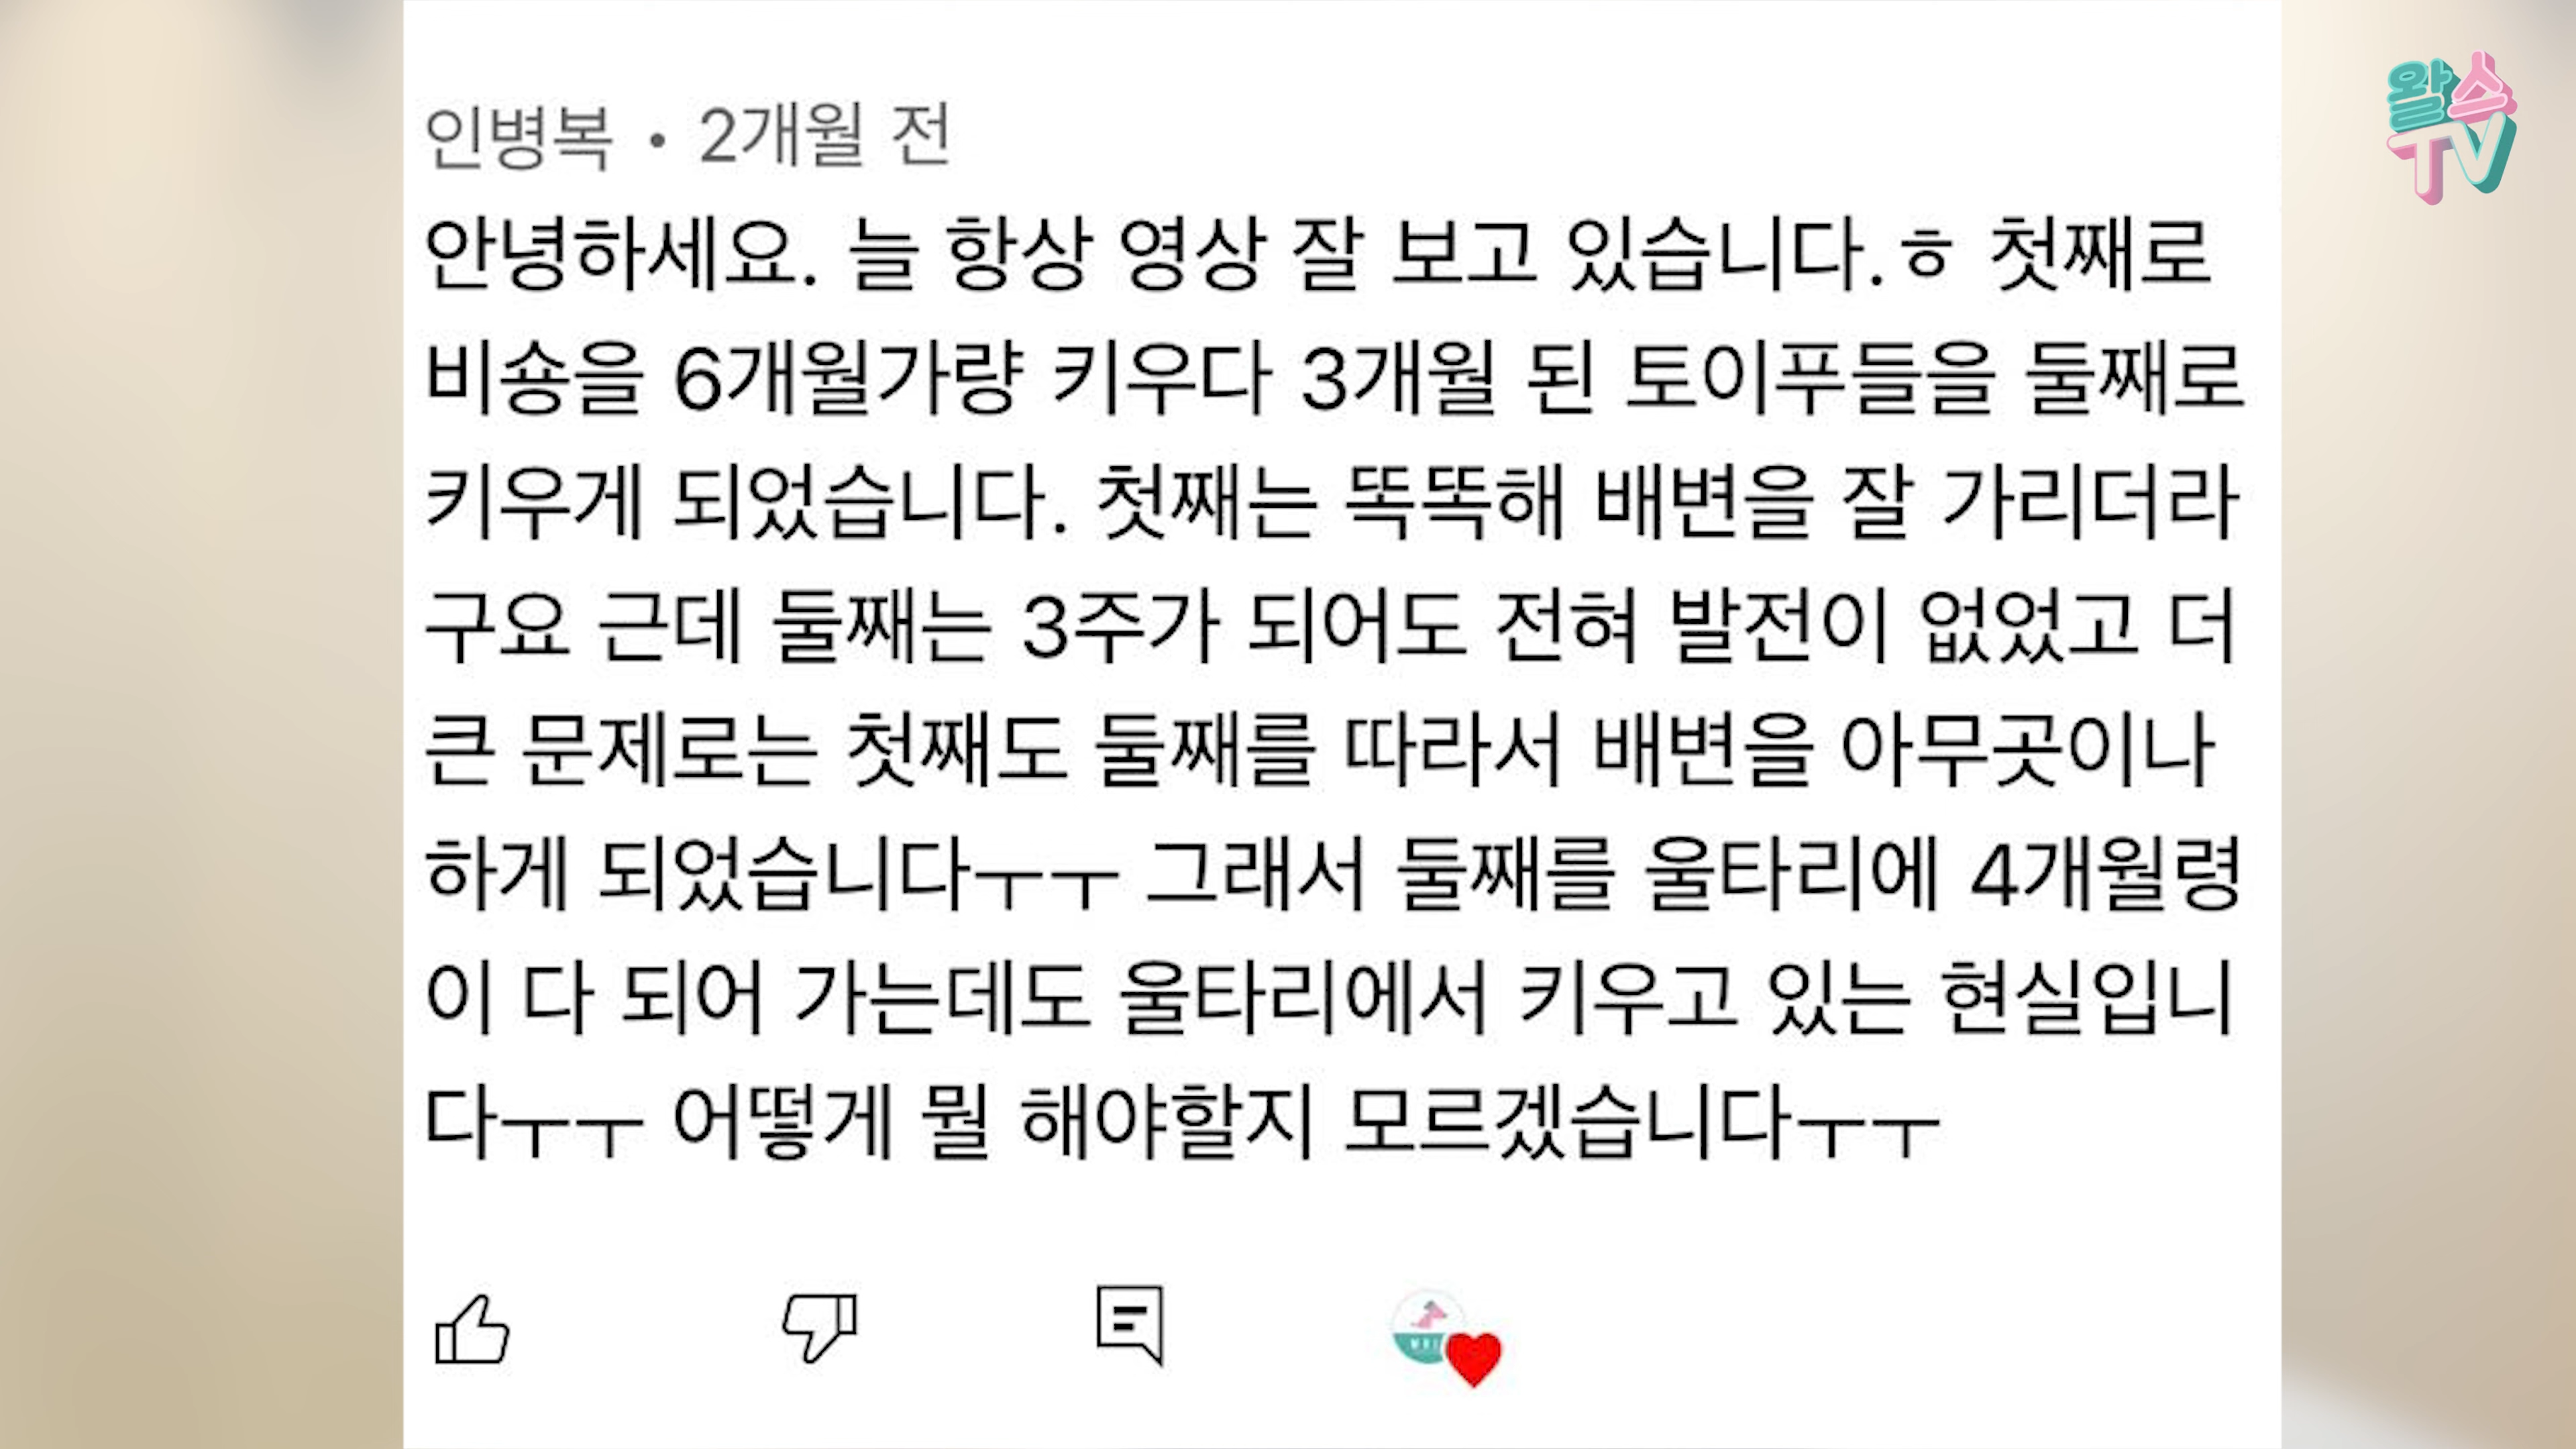 왈스
TV
인병복 • 2개월 전
안녕하세요. 늘 항상 영상 잘 보고 있습니다.ㅎ 첫째로
비숑을 6개월가량 키우다 3개월 된 토이푸들을 둘째로
키우게 되었습니다. 첫째는 똑똑해 배변을 잘 가리더라
구요 근데 둘째는 3주가 되어도 전혀 발전이 없었고 더
큰 문제로는 첫째도 둘째를 따라서 배변을 아무곳이나
하게 되었습니다ㅜㅜ 그래서 둘째를 울타리에 4개월령
이 다 되어 가는데도 울타리에서 키우고 있는 현실입니
다ㅜㅜ 어떻게 뭘 해야할지 모르겠습니다ㅜㅜ